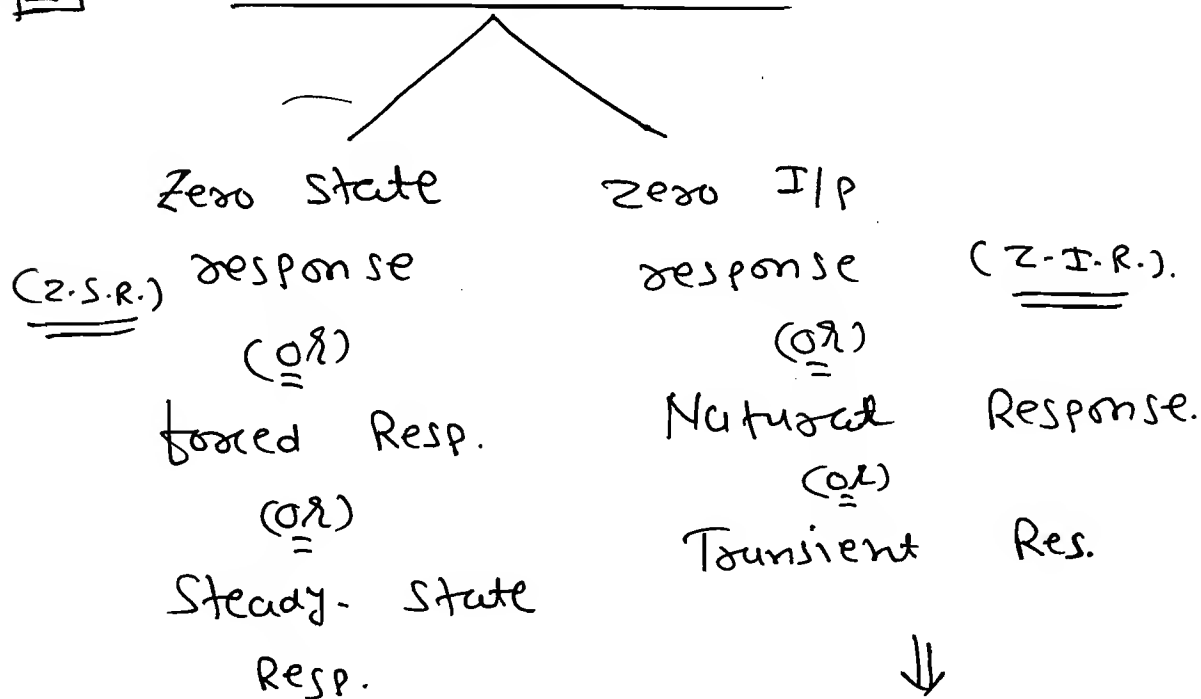 Zero state
response
(Z.S.R.)
(or)
forced Resp.
(or)
Steady-state
Resp.
Zero I/p
response
(Z.I.R.).
(or)
Natural Response.
(or)
Transient Res.
⇓